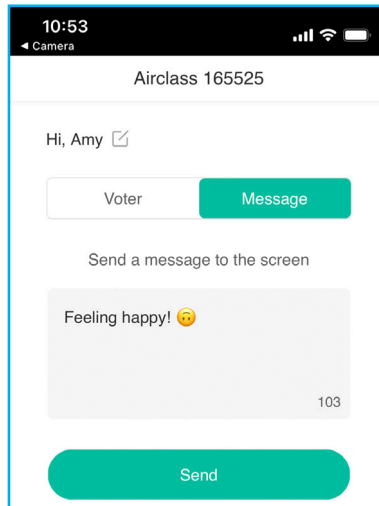 10:53
◀ Camera
Airclass 165525
Hi, Amy
Voter
Message
Send a message to the screen
Feeling happy! 🙃
103
Send